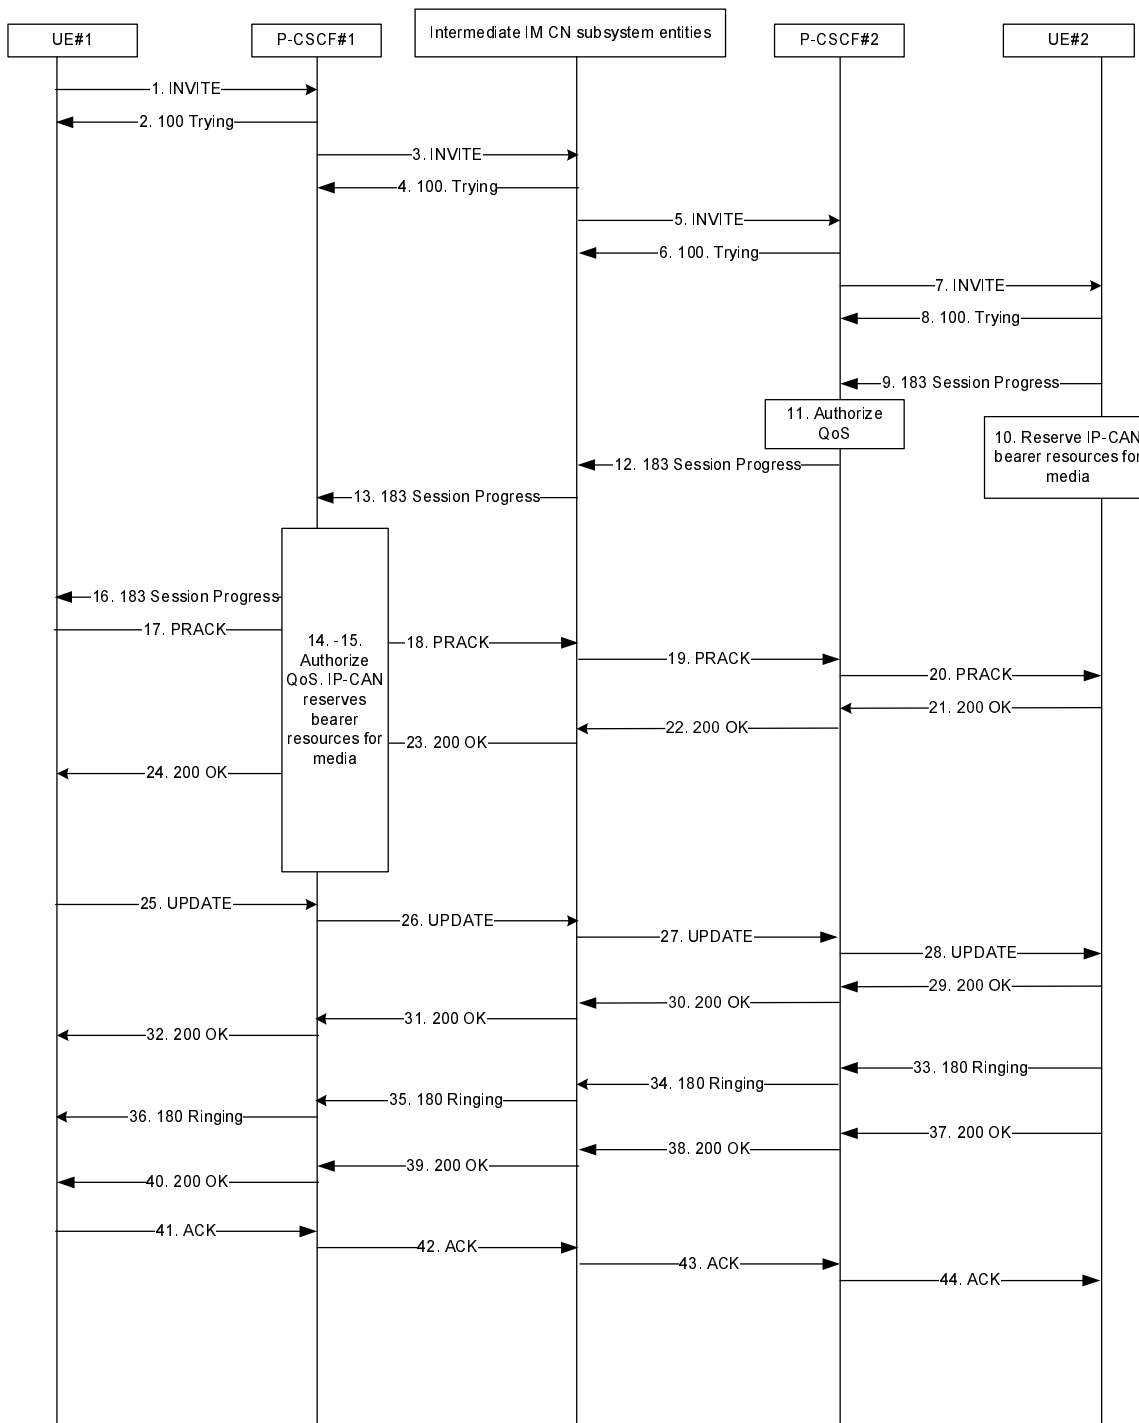 UE#1
P-CSCF#1
Intermediate IM CN subsystem entities
P-CSCF#2
UE#2
1. INVITE
2. 100 Trying
3. INVITE
4. 100. Trying
5. INVITE
6. 100. Trying
7. INVITE
8. 100. Trying
9. 183 Session Progress
11. Authorize
QoS
10. Reserve IP-CAN
bearer resources for
media
12. 183 Session Progress
13. 183 Session Progress
16. 183 Session Progress
17. PRACK
14. -15.
Authorize
QoS. IP-CAN
reserves
bearer
resources for
media
18. PRACK
19. PRACK
20. PRACK
21. 200 OK
22. 200 OK
23. 200 OK
24. 200 OK
25. UPDATE
26. UPDATE
27. UPDATE
28. UPDATE
29. 200 OK
30. 200 OK
31. 200 OK
32. 200 OK
33. 180 Ringing
34. 180 Ringing
35. 180 Ringing
36. 180 Ringing
37. 200 OK
38. 200 OK
39. 200 OK
40. 200 OK
41. ACK
42. ACK
43. ACK
44. ACK